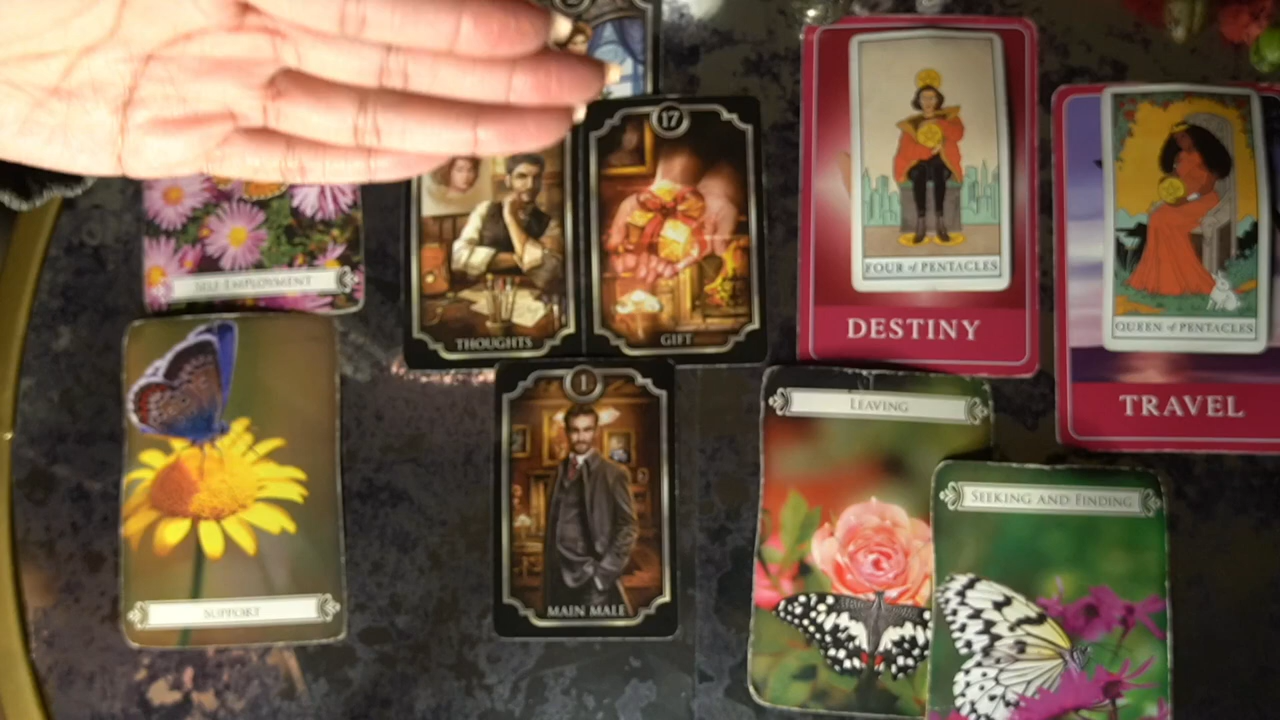 17
FOUR of PENTACLES
QUEEN of PENTACLES
SELF EMPLOYMENT
DESTINY
THOUGHTS
GIFT
TRAVEL
1
LEAVING
SEEKING AND FINDING
SUPPORT
MAIN MALE